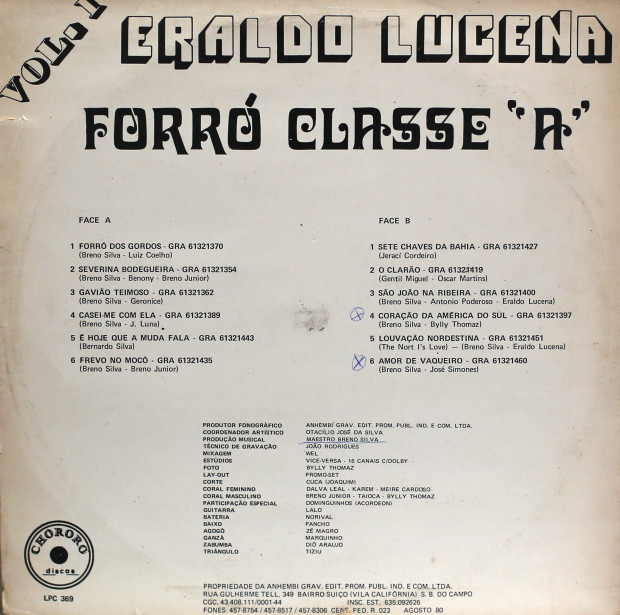 VOL. I
ERALDO LUCENA
FORRÓ CLASSE "A"
FACE A
1 FORRÓ DOS GORDOS - GRA 61321370
(Breno Silva - Luiz Coelho)
2 SEVERINA BODEGUEIRA - GRA 61321354
(Breno Silva - Benony - Breno Junior)
3 GAVIÃO TEIMOSO - GRA 61321362
(Breno Silva - Geronice)
4 CASEI-ME COM ELA - GRA 61321389
(Breno Silva - J. Luna)
5 É HOJE QUE A MUDA FALA - GRA 61321443
(Bernardo Silva)
6 FREVO NO MOCÓ - GRA 61321435
(Breno Silva - Breno Junior)
FACE B
1 SETE CHAVES DA BAHIA - GRA 61321427
(Jeraci Cordeiro)
2 O CLARÃO - GRA 61321419
(Gentil Miguel - Oscar Martins)
3 SÃO JOÃO NA RIBEIRA - GRA 61321400
(Breno Silva - Antonio Poderoso - Eraldo Lucena)
4 CORAÇÃO DA AMÉRICA DO SUL - GRA 61321397
(Breno Silva - Bylly Thomaz)
5 LOUVAÇÃO NORDESTINA - GRA 61321451
(The Nort I's Love) — (Breno Silva - Eraldo Lucena)
6 AMOR DE VAQUEIRO - GRA 61321460
(Breno Silva - José Simones)
PRODUTOR FONOGRÁFICO ANHEMBÍ GRAV. EDIT. PROM. PUBL. IND. E COM. LTDA.
COORDENADOR ARTÍSTICO OTACÍLIO JOSÉ DA SILVA
PRODUÇÃO MUSICAL MAESTRO BRENO SILVA
TÉCNICO DE GRAVAÇÃO JOÃO RODRIGUES
MIXAGEM WEL
ESTÚDIOS VICE-VERSA - 16 CANAIS C/DOLBY
FOTO BYLLY THOMAZ
LAY-OUT PROMO-SET
CORTE CUCA (JOAQUIM)
CORAL FEMININO DALVA LEAL - KAREM - MEIRE CARDOSO
CORAL MASCULINO BRENO JUNIOR - TAIOCA - BYLLY THOMAZ
PARTICIPAÇÃO ESPECIAL DOMINGUINHOS (ACORDEON)
GUITARRA LALO
BATERIA NORIVAL
BAIXO PANCHO
AGOGÔ ZÉ MAGRO
GANZÁ MARQUINHO
ZABUMBA DIÓ ARAUJO
TRIÂNGULO TIZIU
CHORORÓ
discos
LPC 369
PROPRIEDADE DA ANHEMBÍ GRAV. EDIT. PROM. PUBL. IND. E COM. LTDA.
RUA GULHERME TELL, 349 BAIRRO SUIÇO (VILA CALIFÓRNIA) S. B. DO CAMPO
CGC. 43.408.111/0001-44 INSC. EST. 635:092626
FONES: 457-8754 / 457-8517 / 457-8306 CENS. FED. R. 023 AGOSTO 80